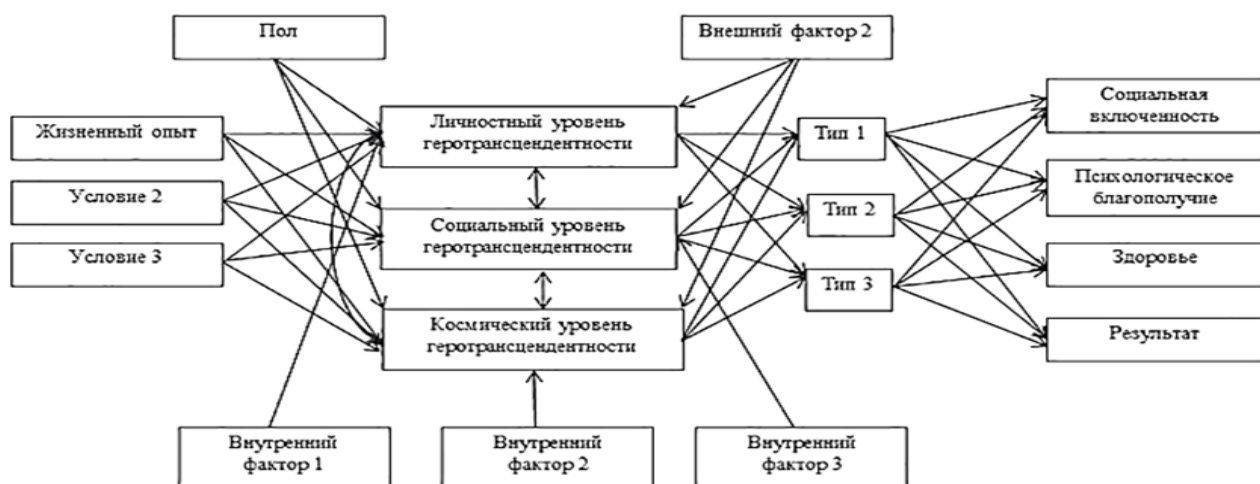 Пол
Внешний фактор 2
Жизненный опыт
Условие 2
Условие 3
Личностный уровень
геротрансцендентности
Социальный уровень
геротрансцендентности
Космический уровень
геротрансцендентности
Тип 1
Тип 2
Тип 3
Социальная
включенность
Психологическое
благополучие
Здоровье
Результат
Внутренний
фактор 1
Внутренний
фактор 2
Внутренний
фактор 3